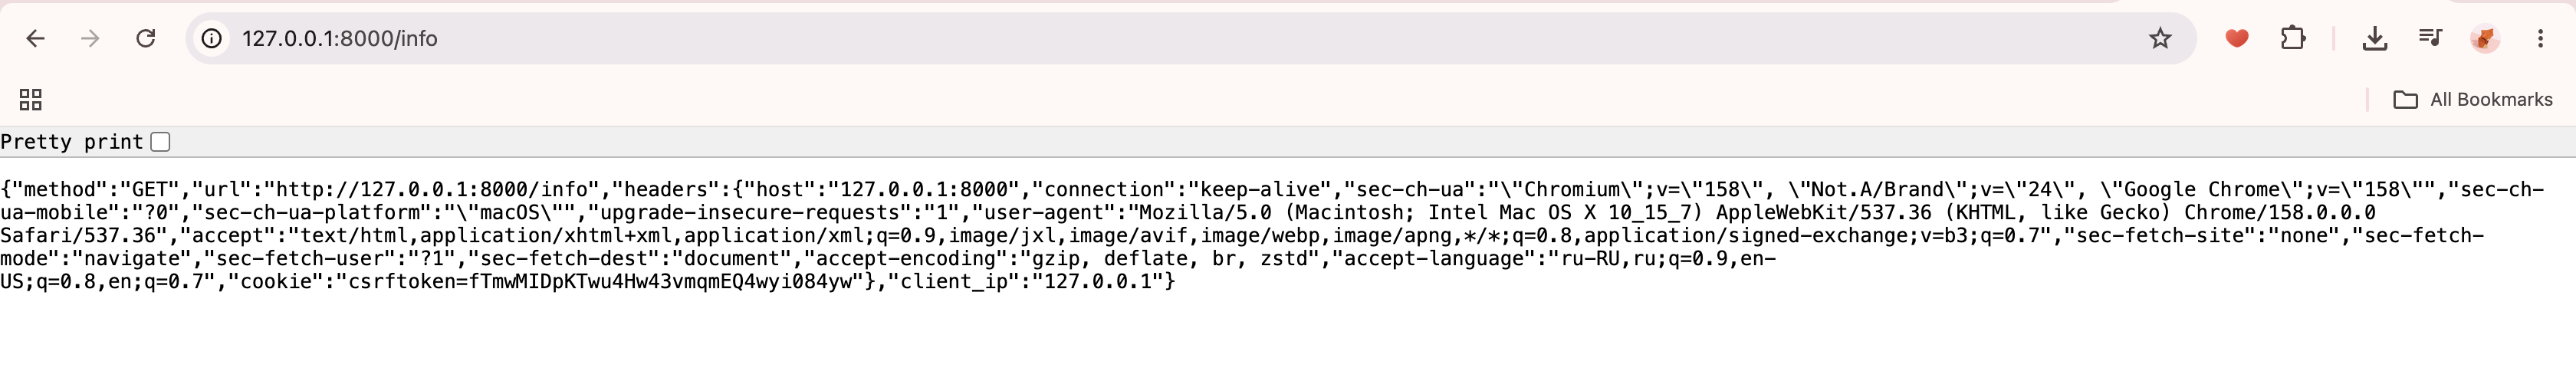 127.0.0.1:8000/info
All Bookmarks
Pretty print
{"method":"GET","url":"http://127.0.0.1:8000/info","headers":{"host":"127.0.0.1:8000","connection":"keep-alive","sec-ch-ua":"\"Chromium\";v=\"158\", \"Not.A/Brand\";v=\"24\", \"Google Chrome\";v=\"158\"","sec-ch-
ua-mobile":"?0","sec-ch-ua-platform":"\"macOS\"","upgrade-insecure-requests":"1","user-agent":"Mozilla/5.0 (Macintosh; Intel Mac OS X 10_15_7) AppleWebKit/537.36 (KHTML, like Gecko) Chrome/158.0.0.0
Safari/537.36","accept":"text/html,application/xhtml+xml,application/xml;q=0.9,image/jxl,image/avif,image/webp,image/apng,*/*;q=0.8,application/signed-exchange;v=b3;q=0.7","sec-fetch-site":"none","sec-fetch-
mode":"navigate","sec-fetch-user":"?1","sec-fetch-dest":"document","accept-encoding":"gzip, deflate, br, zstd","accept-language":"ru-RU,ru;q=0.9,en-
US;q=0.8,en;q=0.7","cookie":"csrftoken=fTmwMIDpKTwu4Hw43vmqmEQ4wyi084yw"},"client_ip":"127.0.0.1"}